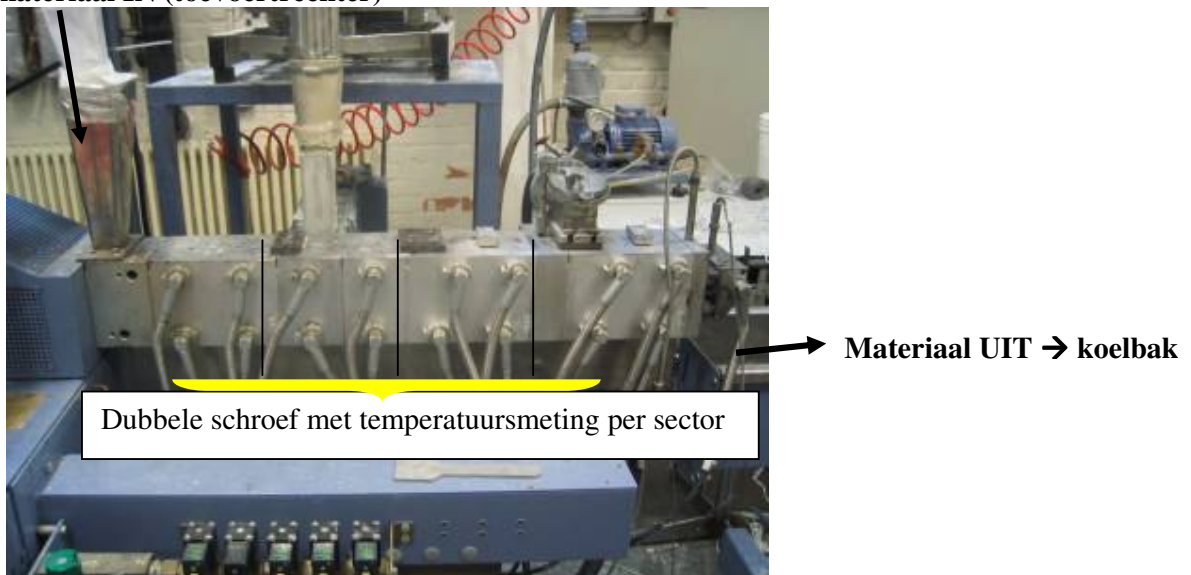 Materiaal IN (toevoertrechter)
Materiaal UIT → koelbak
Dubbele schroef met temperatuursmeting per sector